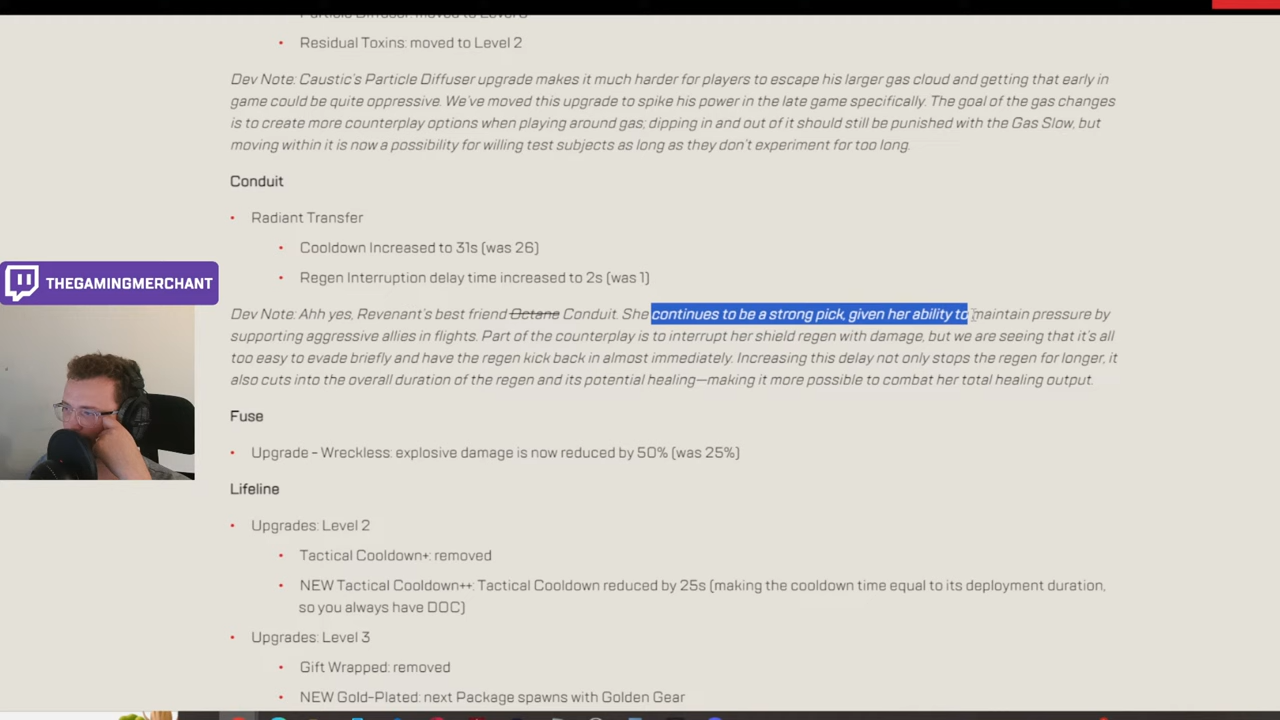 Particle Diffuser: moved to Level 3
Residual Toxins: moved to Level 2
Dev Note: Caustic's Particle Diffuser upgrade makes it much harder for players to escape his larger gas cloud and getting that early in
game could be quite oppressive. We've moved this upgrade to spike his power in the late game specifically. The goal of the gas changes
is to create more counterplay options when playing around gas; dipping in and out of it should still be punished with the Gas Slow, but
moving within it is now a possibility for willing test subjects as long as they don't experiment for too long.
Conduit
Radiant Transfer
Cooldown Increased to 31s (was 26)
Regen Interruption delay time increased to 2s (was 1)
THEGAMINGMERCHANT
Dev Note: Ahh yes, Revenant's best friend Octane Conduit. She continues to be a strong pick, given her ability to maintain pressure by
supporting aggressive allies in flights. Part of the counterplay is to interrupt her shield regen with damage, but we are seeing that it's all
too easy to evade briefly and have the regen kick back in almost immediately. Increasing this delay not only stops the regen for longer, it
also cuts into the overall duration of the regen and its potential healing—making it more possible to combat her total healing output.
Fuse
Upgrade - Wreckless: explosive damage is now reduced by 50% (was 25%)
Lifeline
Upgrades: Level 2
Tactical Cooldown+: removed
NEW Tactical Cooldown++: Tactical Cooldown reduced by 25s (making the cooldown time equal to its deployment duration,
so you always have DOC)
Upgrades: Level 3
Gift Wrapped: removed
NEW Gold-Plated: next Package spawns with Golden Gear